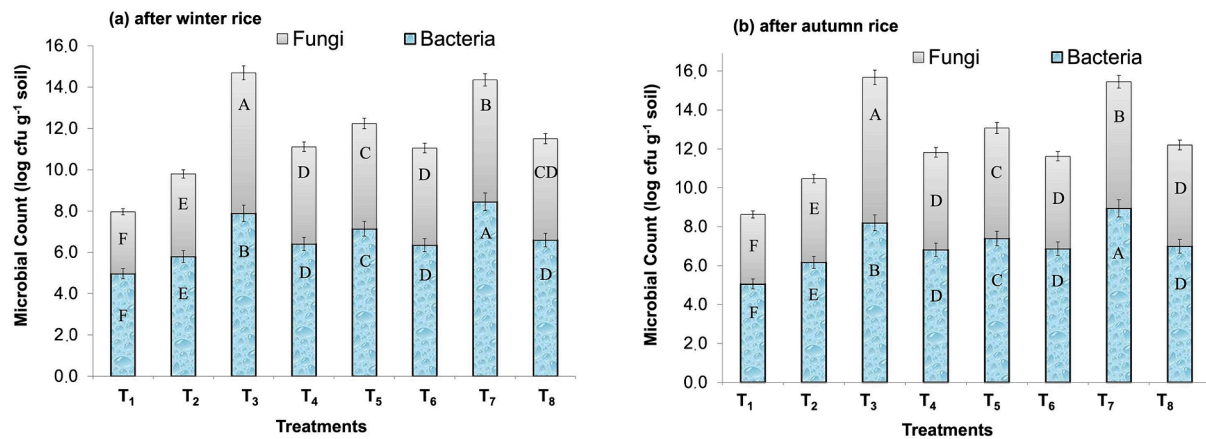 (a) after winter rice
Fungi Bacteria
Microbial Count (log cfu g⁻¹ soil)
16.0
14.0
12.0
10.0
8.0
6.0
4.0
2.0
0.0
F E A D C D B CD
F E B D C D A D
T₁ T₂ T₃ T₄ T₅ T₆ T₇ T₈
Treatments
(b) after autumn rice
Fungi Bacteria
Microbial Count (log cfu g⁻¹ soil)
16.0
14.0
12.0
10.0
8.0
6.0
4.0
2.0
0.0
F E A D C D B D
F E B D C D A D
T₁ T₂ T₃ T₄ T₅ T₆ T₇ T₈
Treatments